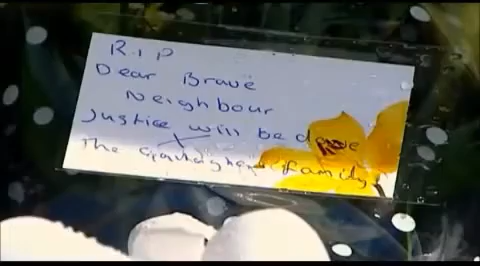 R.I.P
Dear Brave
Neighbour
Justice will be done
X
The family